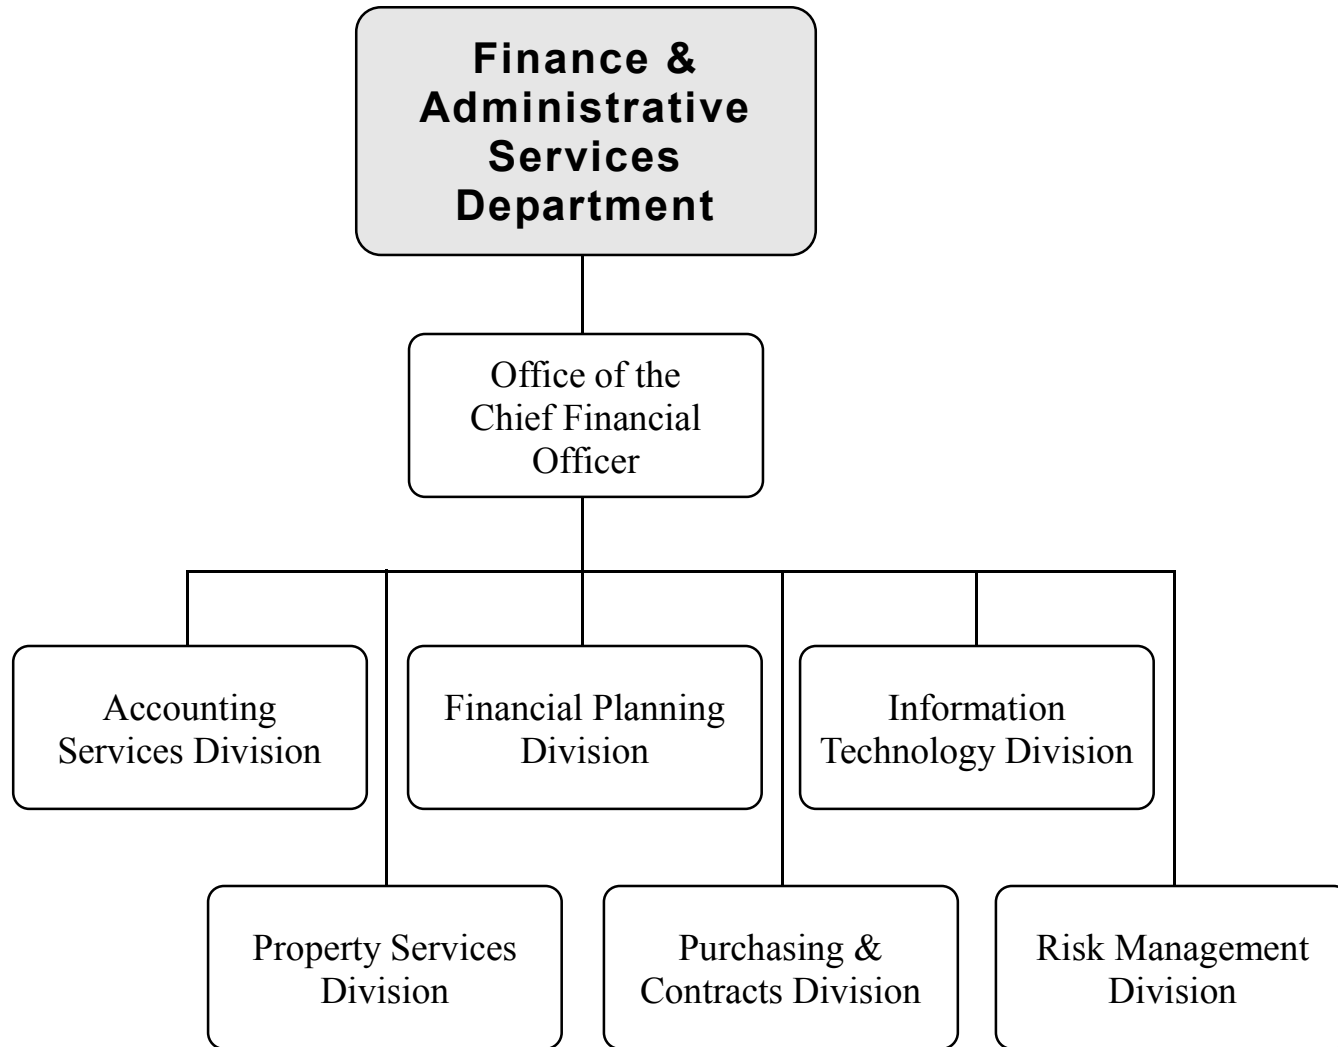 Finance &
Administrative
Services
Department
Office of the
Chief Financial
Officer
Accounting
Services Division
Financial Planning
Division
Information
Technology Division
Property Services
Division
Purchasing &
Contracts Division
Risk Management
Division